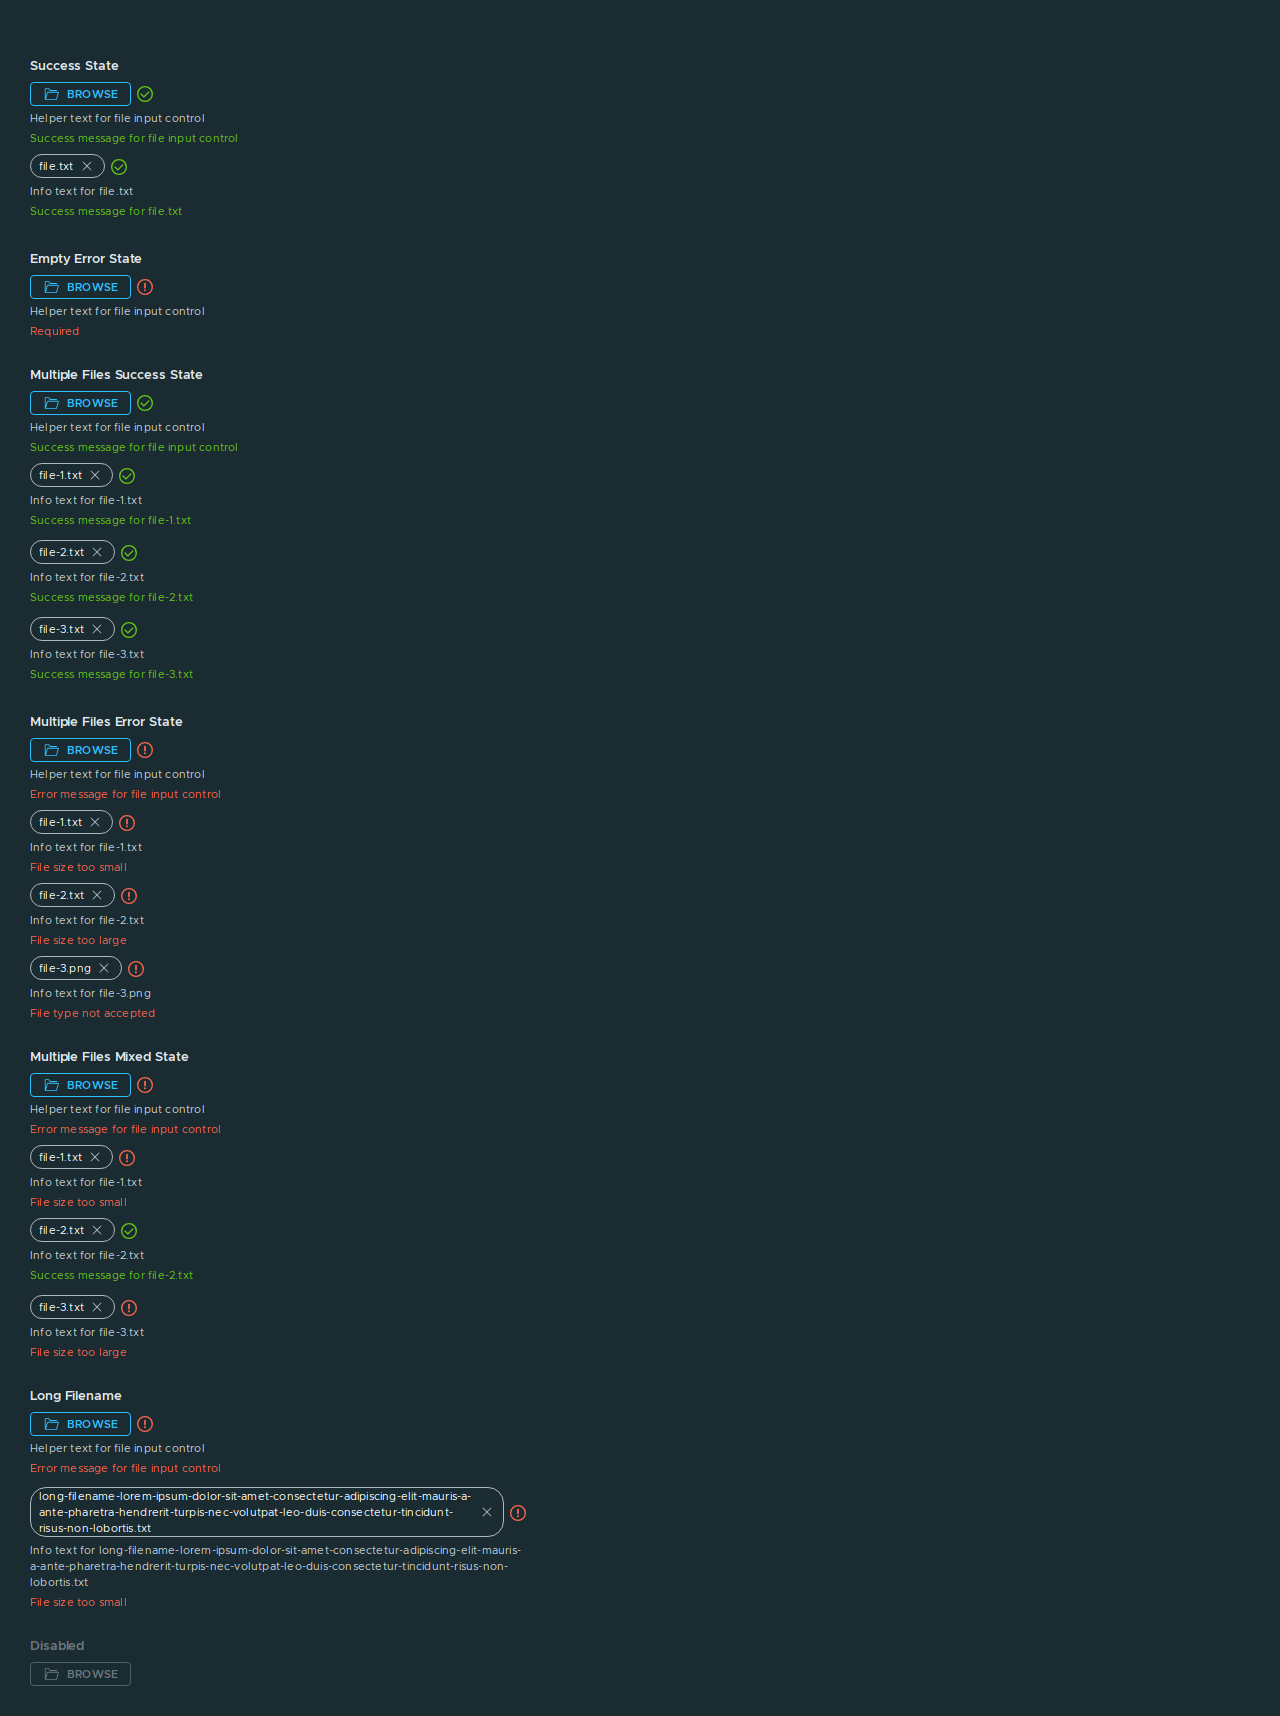 Success State
BROWSE
Helper text for file input control
Success message for file input control
file.txt
Info text for file.txt
Success message for file.txt
Empty Error State
BROWSE
Helper text for file input control
Required
Multiple Files Success State
BROWSE
Helper text for file input control
Success message for file input control
file-1.txt
Info text for file-1.txt
Success message for file-1.txt
file-2.txt
Info text for file-2.txt
Success message for file-2.txt
file-3.txt
Info text for file-3.txt
Success message for file-3.txt
Multiple Files Error State
BROWSE
Helper text for file input control
Error message for file input control
file-1.txt
Info text for file-1.txt
File size too small
file-2.txt
Info text for file-2.txt
File size too large
file-3.png
Info text for file-3.png
File type not accepted
Multiple Files Mixed State
BROWSE
Helper text for file input control
Error message for file input control
file-1.txt
Info text for file-1.txt
File size too small
file-2.txt
Info text for file-2.txt
Success message for file-2.txt
file-3.txt
Info text for file-3.txt
File size too large
Long Filename
BROWSE
Helper text for file input control
Error message for file input control
long-filename-lorem-ipsum-dolor-sit-amet-consectetur-adipiscing-elit-mauris-a-
ante-pharetra-hendrerit-turpis-nec-volutpat-leo-duis-consectetur-tincidunt-
risus-non-lobortis.txt
Info text for long-filename-lorem-ipsum-dolor-sit-amet-consectetur-adipiscing-elit-mauris-
a-ante-pharetra-hendrerit-turpis-nec-volutpat-leo-duis-consectetur-tincidunt-risus-non-
lobortis.txt
File size too small
Disabled
BROWSE